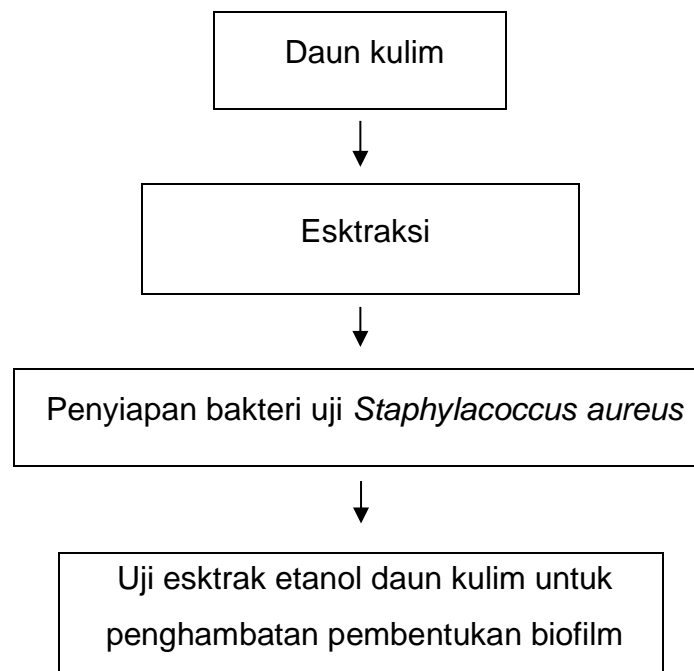 Daun kulim
Esktraksi
Penyiapan bakteri uji Staphylacoccus aureus
Uji esktrak etanol daun kulim untuk
penghambatan pembentukan biofilm